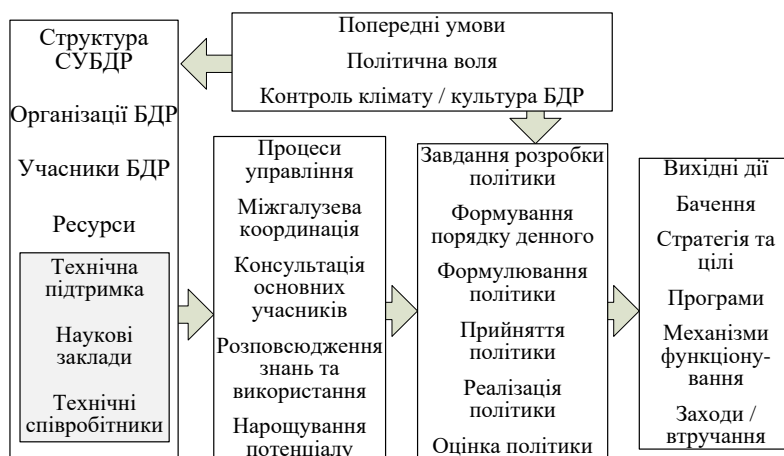 Структура
СУБДР
Організації БДР
Учасники БДР
Ресурси
Технічна
підтримка
Наукові
заклади
Технічні
співробітники
Попередні умови
Політична воля
Контроль клімату / культура БДР
Процеси
управління
Міжгалузева
координація
Консультація
основних
учасників
Розповсюдження
знань та
використання
Нарощування
потенціалу
Завдання розробки
політики
Формування
порядку денного
Формулювання
політики
Прийняття
політики
Реалізація
політики
Оцінка політики
Вихідні дії
Бачення
Стратегія та
цілі
Програми
Механізми
функціону-
вання
Заходи /
втручання